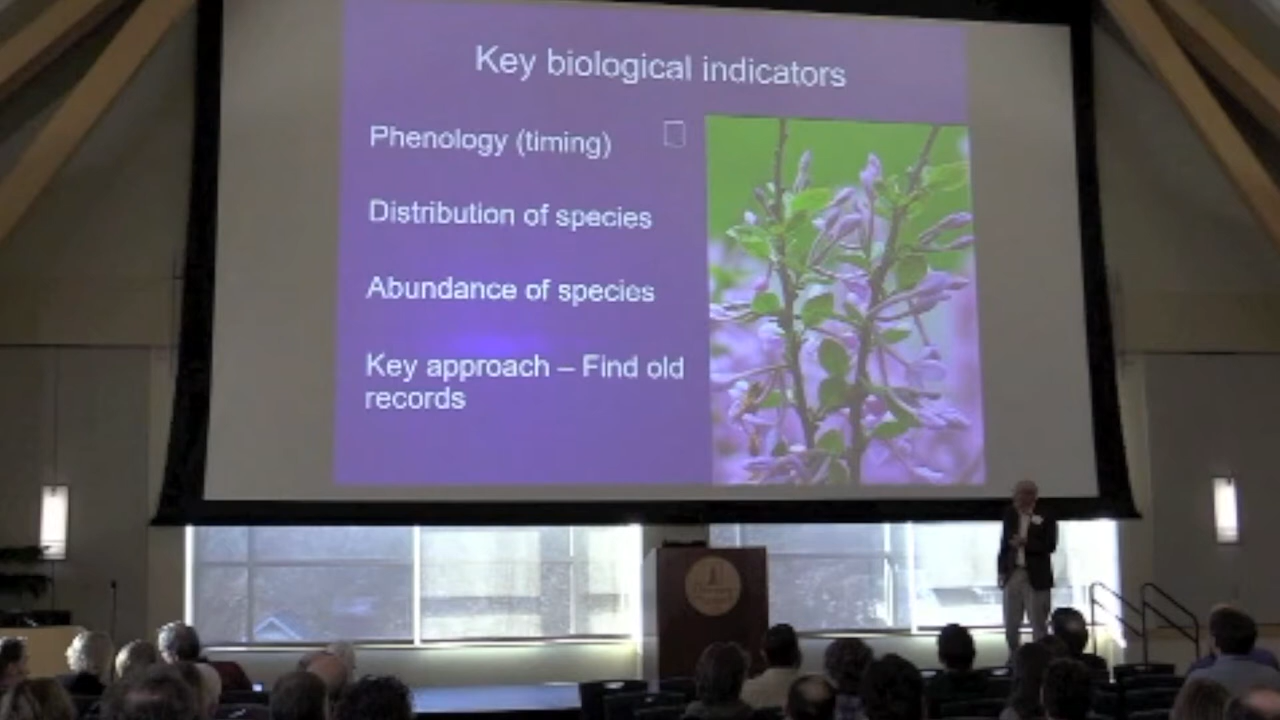 Key biological indicators
Phenology (timing)
Distribution of species
Abundance of species
Key approach – Find old
records